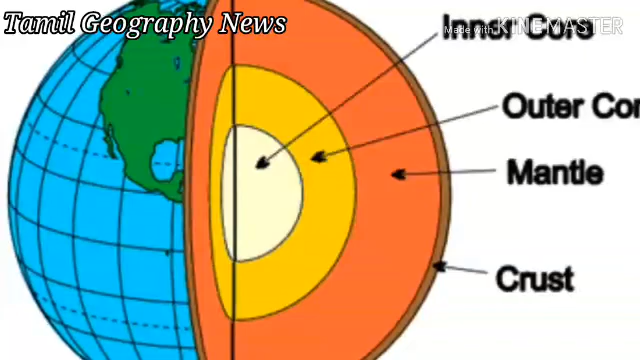 Tamil Geography News
Inner Core
Made with KINEMASTER
Outer Cor
Mantle
Crust